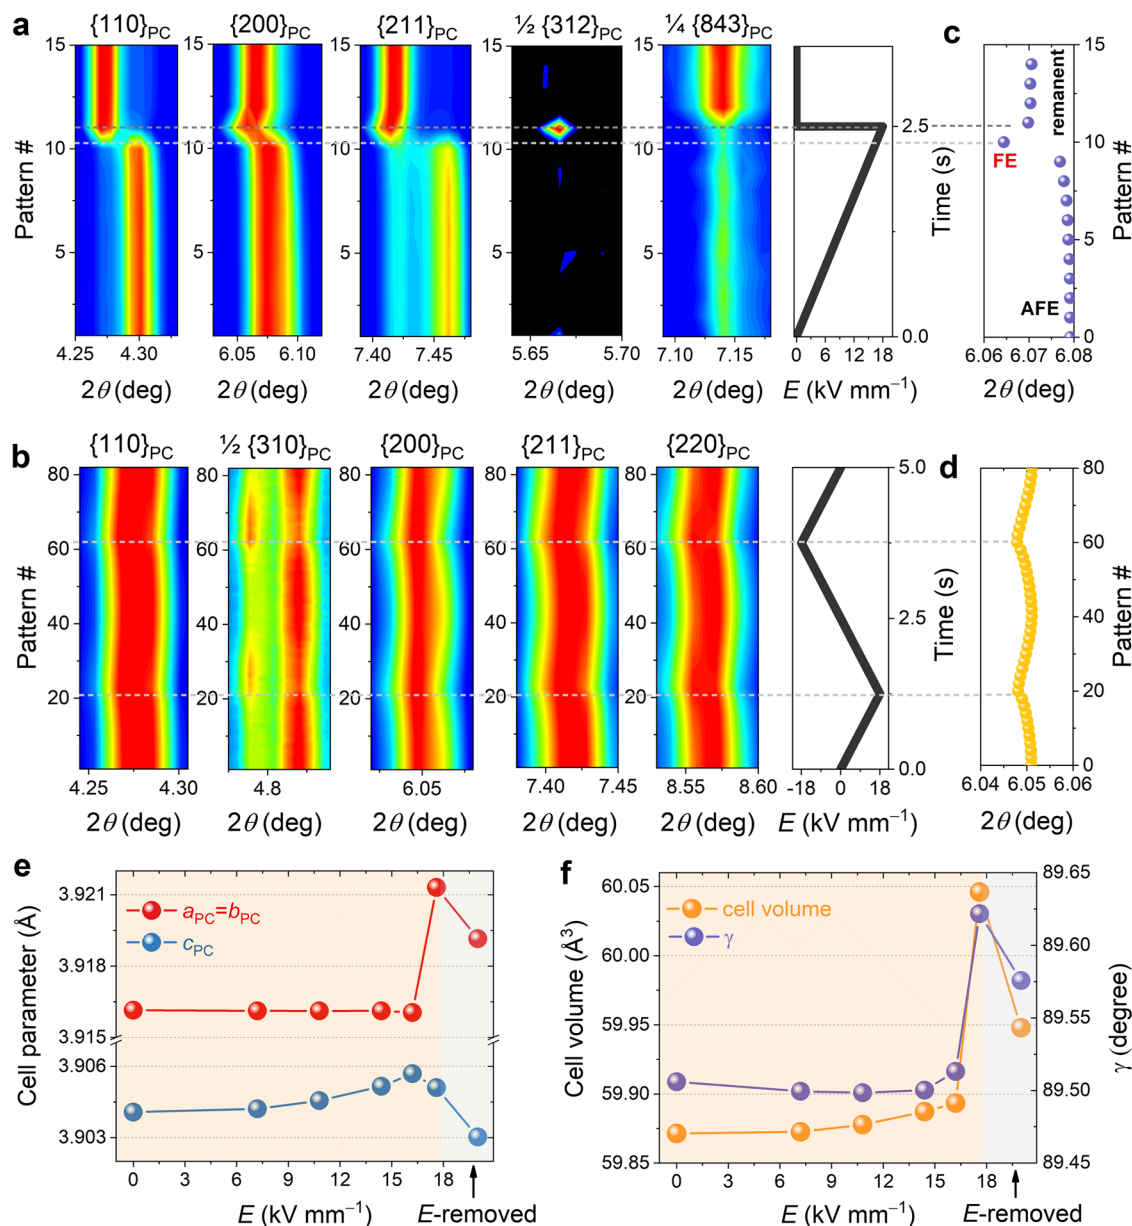 a
{110}PC {200}PC {211}PC ½ {312}PC ¼ {843}PC
c
Pattern #
15
10
5
4.25 4.30
2θ (deg)
15
10
5
6.05 6.10
2θ (deg)
15
10
5
7.40 7.45
2θ (deg)
15
10
5
5.65 5.70
2θ (deg)
15
10
5
7.10 7.15
2θ (deg)
0 6 12 18
E (kV mm⁻¹)
2.5
0.0
Time (s)
remanent
FE
AFE
15
10
5
0
Pattern #
6.06 6.07 6.08
2θ (deg)
b
{110}PC ½ {310}PC {200}PC {211}PC {220}PC
d
Pattern #
80
60
40
20
4.25 4.30
2θ (deg)
80
60
40
20
4.8
2θ (deg)
80
60
40
20
6.05
2θ (deg)
80
60
40
20
7.40 7.45
2θ (deg)
80
60
40
20
8.55 8.60
2θ (deg)
-18 0 18
E (kV mm⁻¹)
5.0
2.5
0.0
Time (s)
80
60
40
20
0
Pattern #
6.04 6.05 6.06
2θ (deg)
e
Cell parameter (Å)
3.921
3.918
3.915
3.906
3.903
aPC=bPC
cPC
0 3 6 9 12 15 18
E (kV mm⁻¹)
E-removed
f
Cell volume (Å³)
60.05
60.00
59.95
59.90
59.85
cell volume
γ
89.65
89.60
89.55
89.50
89.45
γ (degree)
0 3 6 9 12 15 18
E (kV mm⁻¹)
E-removed